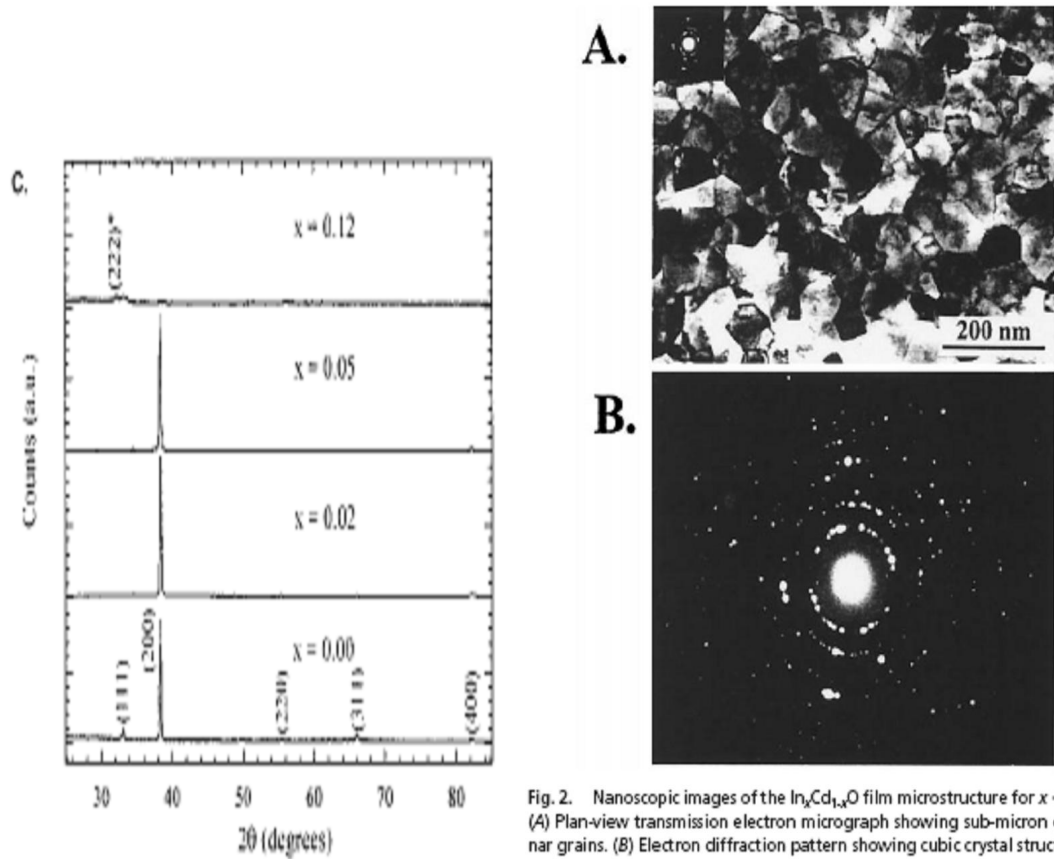 A.
200 nm
B.
C.
Counts (a.u.)
(222)*
x = 0.12
x = 0.05
x = 0.02
x = 0.00
(111)
(200)
(220)
(311)
(400)
30 40 50 60 70 80
2θ (degrees)
Fig. 2. Nanoscopic images of the InxCd1-xO film microstructure for x
(A) Plan-view transmission electron micrograph showing sub-micron
nar grains. (B) Electron diffraction pattern showing cubic crystal